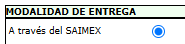 MODALIDAD DE ENTREGA
A través del SAIMEX